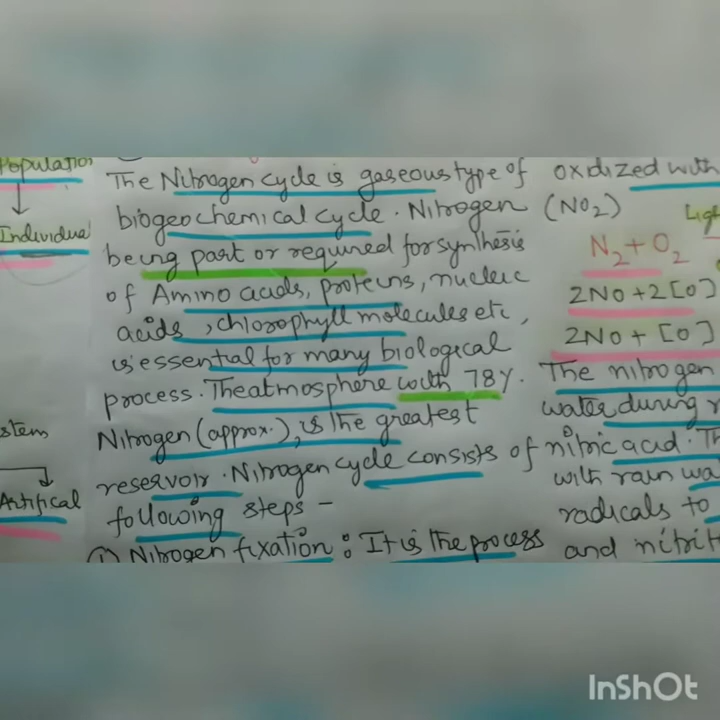 Population
Individual
stem
Artifical
The Nitrogen cycle is gaseous type of
biogeochemical cycle. Nitrogen
being part or required for synthesis
of Amino acids, proteins, nucleic
acids, chlorophyll molecules etc,
is essential for many biological
process. The atmosphere with 78%.
Nitrogen (approx.), is the greatest
reservoir. Nitrogen cycle consists of
following steps -
Nitrogen fixation : It is the process
oxidized with
(NO2)
Ligh
N2 + O2
2NO + 2[O]
2NO + [O]
The nitrogen
water during r
nitric acid. Th
with rain wa
radicals to
and nitrit
InShOt